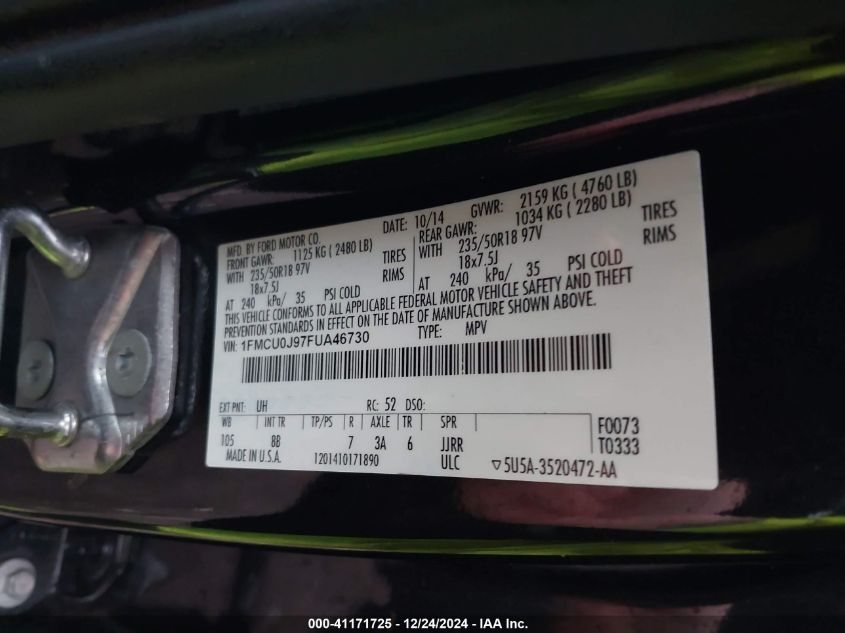 MFD. BY FORD MOTOR CO.
DATE: 10/14 GVWR: 2159 KG ( 4760 LB)
FRONT GAWR: 1125 KG ( 2480 LB)
REAR GAWR: 1034 KG ( 2280 LB)
WITH 235/50R18 97V TIRES
WITH 235/50R18 97V TIRES
18x7.5J RIMS
18x7.5J RIMS
AT 240 kPa/ 35 PSI COLD
AT 240 kPa/ 35 PSI COLD
THIS VEHICLE CONFORMS TO ALL APPLICABLE FEDERAL MOTOR VEHICLE SAFETY AND THEFT
PREVENTION STANDARDS IN EFFECT ON THE DATE OF MANUFACTURE SHOWN ABOVE.
VIN: 1FMCU0J97FUA46730 TYPE: MPV
EXT PNT: UH RC: 52 DSO:
WB INT TR TP/PS R AXLE TR SPR
105 8B 7 3A 6 JJRR
F0073
T0333
MADE IN U.S.A. 1201410171890 ULC ▽5U5A-3520472-AA
000-41171725 - 12/24/2024 - IAA Inc.